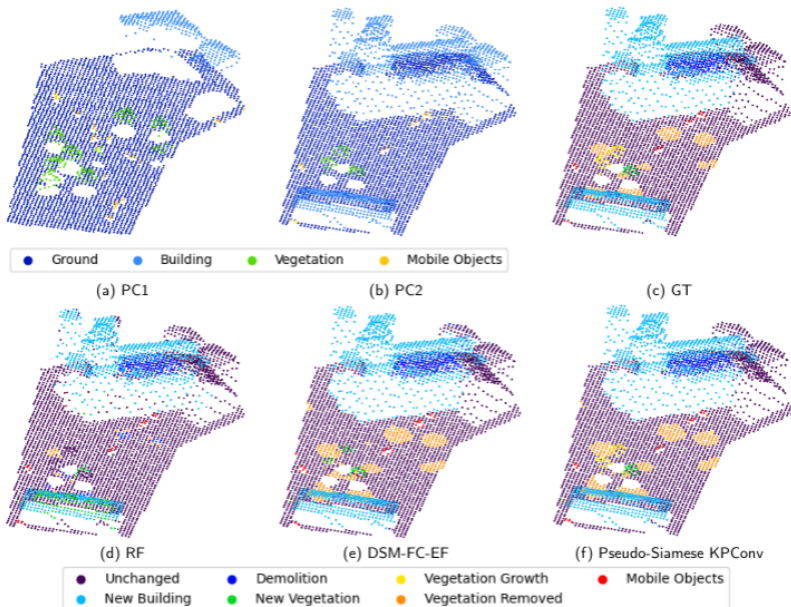 Ground Building Vegetation Mobile Objects
(a) PC1 (b) PC2 (c) GT
(d) RF (e) DSM-FC-EF (f) Pseudo-Siamese KPConv
Unchanged Demolition Vegetation Growth Mobile Objects
New Building New Vegetation Vegetation Removed